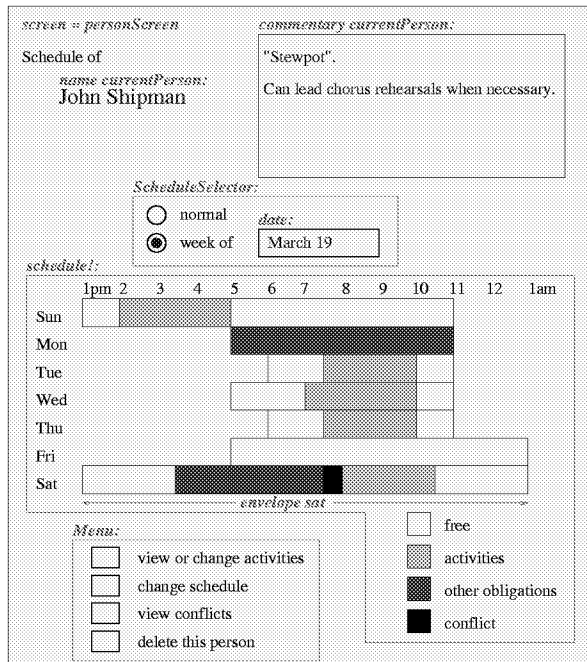 screen = personScreen
commentary currentPerson:
Schedule of
name currentPerson:
John Shipman
"Stewpot".
Can lead chorus rehearsals when necessary.
ScheduleSelector:
normal
date:
week of
March 19
schedule!:
1pm 2 3 4 5 6 7 8 9 10 11 12 1am
Sun
Mon
Tue
Wed
Thu
Fri
Sat
envelope sat
Menu:
view or change activities
change schedule
view conflicts
delete this person
free
activities
other obligations
conflict